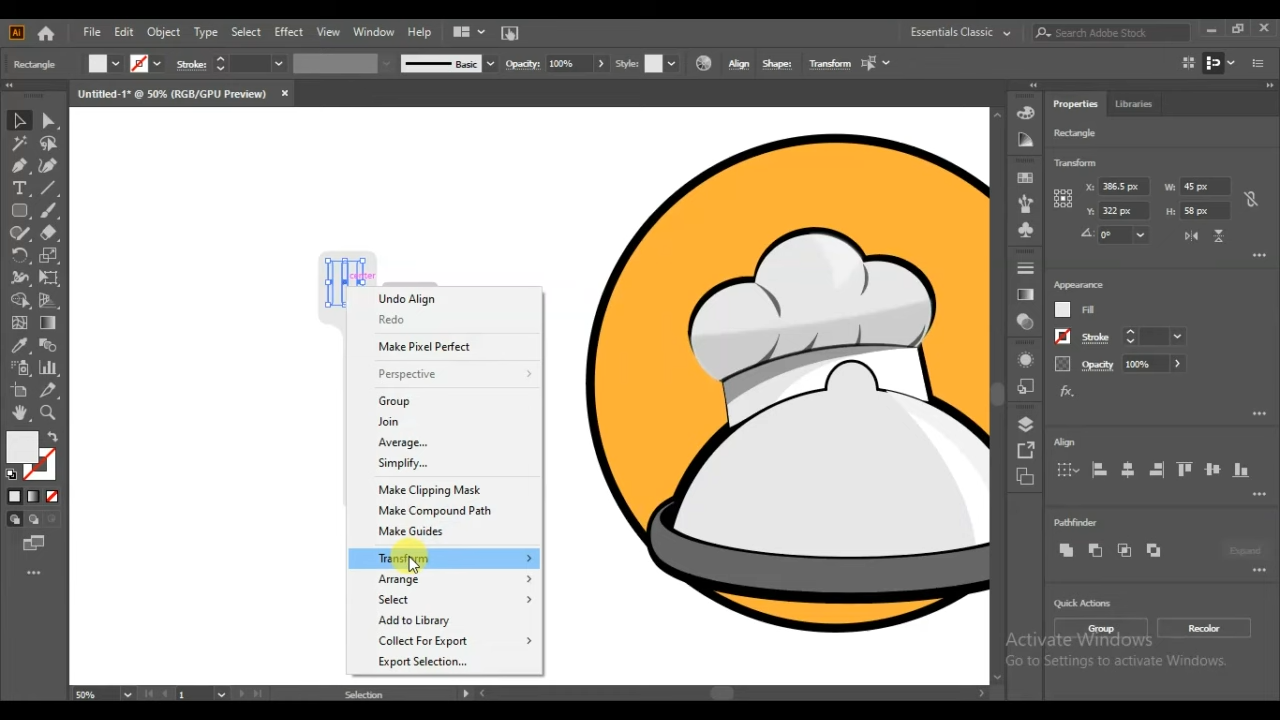 Ai File Edit Object Type Select Effect View Window Help Essentials Classic Search Adobe Stock
Rectangle Stroke: Basic Opacity: 100% Style: Align Shape: Transform
Untitled-1* @ 50% (RGB/GPU Preview) ×
Properties Libraries
Rectangle
Transform
X: 386.5 px W: 45 px
Y: 322 px H: 58 px
0°
Appearance
Fill
Stroke
Opacity 100%
fx.
Align
Pathfinder
Expand
Quick Actions
Group Recolor
center
Undo Align
Redo
Make Pixel Perfect
Perspective
Group
Join
Average...
Simplify...
Make Clipping Mask
Make Compound Path
Make Guides
Transform
Arrange
Select
Add to Library
Collect For Export
Export Selection...
Activate Windows
Go to Settings to activate Windows.
50% 1 Selection